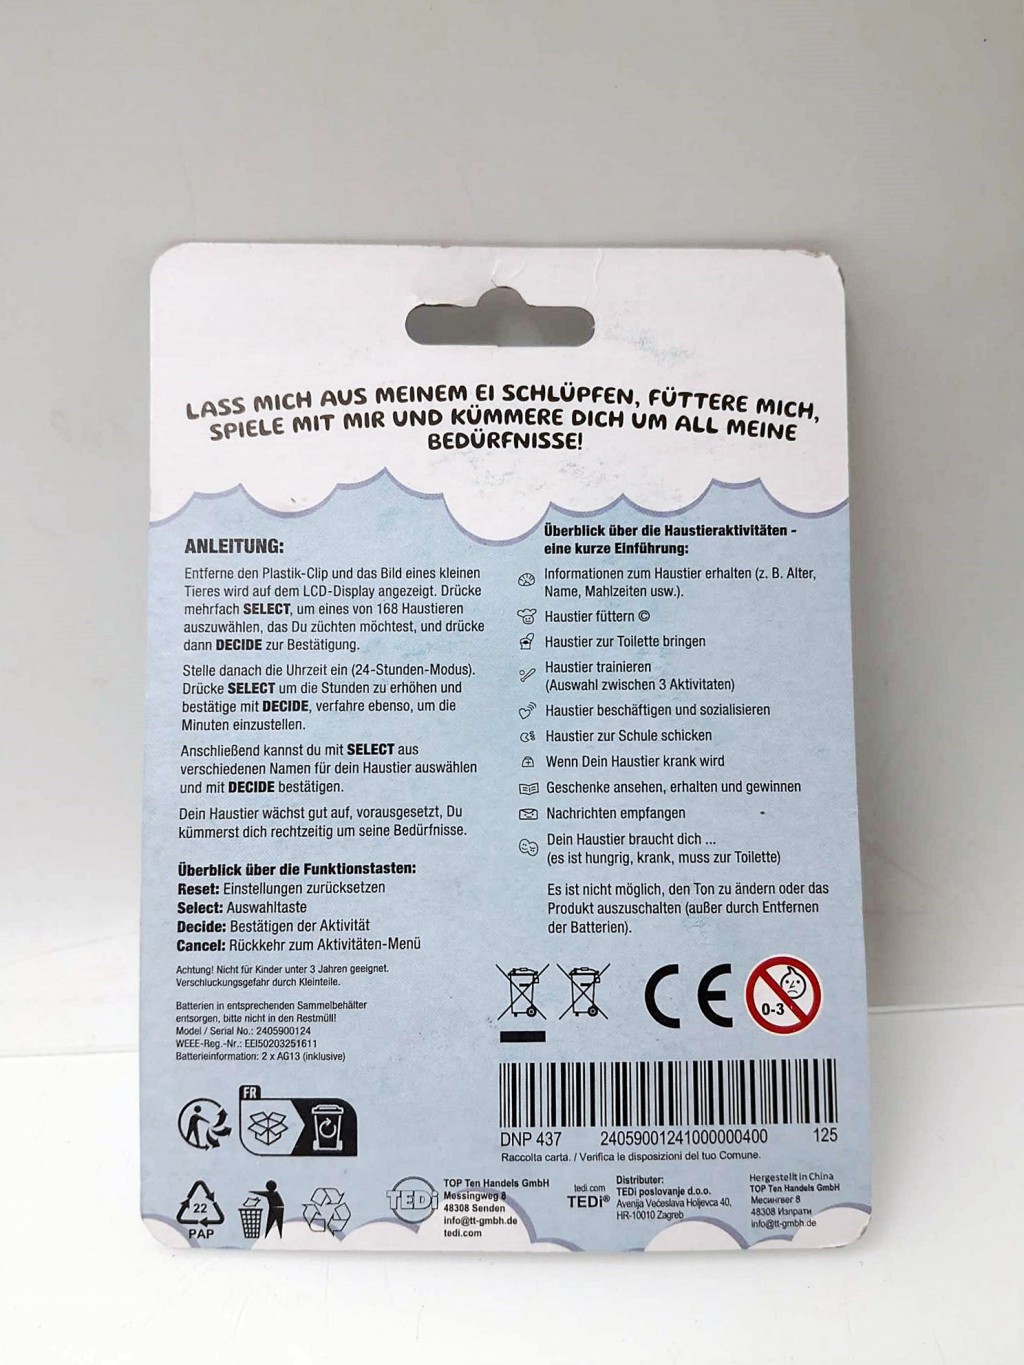 LASS MICH AUS MEINEM EI SCHLÜPFEN, FÜTTERE MICH,
SPIELE MIT MIR UND KÜMMERE DICH UM ALL MEINE
BEDÜRFNISSE!
ANLEITUNG:
Entferne den Plastik-Clip und das Bild eines kleinen
Tieres wird auf dem LCD-Display angezeigt. Drücke
mehrfach SELECT, um eines von 168 Haustieren
auszuwählen, das Du züchten möchtest, und drücke
dann DECIDE zur Bestätigung.
Stelle danach die Uhrzeit ein (24-Stunden-Modus).
Drücke SELECT um die Stunden zu erhöhen und
bestätige mit DECIDE, verfahre ebenso, um die
Minuten einzustellen.
Anschließend kannst du mit SELECT aus
verschiedenen Namen für dein Haustier auswählen
und mit DECIDE bestätigen.
Dein Haustier wächst gut auf, vorausgesetzt, Du
kümmerst dich rechtzeitig um seine Bedürfnisse.
Überblick über die Funktionstasten:
Reset: Einstellungen zurücksetzen
Select: Auswahltaste
Decide: Bestätigen der Aktivität
Cancel: Rückkehr zum Aktivitäten-Menü
Achtung! Nicht für Kinder unter 3 Jahren geeignet.
Verschluckungsgefahr durch Kleinteile.
Batterien in entsprechenden Sammelbehälter
entsorgen, bitte nicht in den Restmüll!
Model / Serial No.: 2405900124
WEEE-Reg.-Nr.: EEI50203251611
Batterieinformation: 2 x AG13 (inklusive)
Überblick über die Haustieraktivitäten -
eine kurze Einführung:
Informationen zum Haustier erhalten (z. B. Alter,
Name, Mahlzeiten usw.).
Haustier füttern ©
Haustier zur Toilette bringen
Haustier trainieren
(Auswahl zwischen 3 Aktivitaten)
Haustier beschäftigen und sozialisieren
Haustier zur Schule schicken
Wenn Dein Haustier krank wird
Geschenke ansehen, erhalten und gewinnen
Nachrichten empfangen
Dein Haustier braucht dich ...
(es ist hungrig, krank, muss zur Toilette)
Es ist nicht möglich, den Ton zu ändern oder das
Produkt auszuschalten (außer durch Entfernen
der Batterien).
CE
0-3
FR
DNP 437 24059001241000000400 125
Raccolta carta. / Verifica le disposizioni del tuo Comune.
22
PAP
TEDi
TOP Ten Handels GmbH
Messingweg 8
48308 Senden
info@tt-gmbh.de
tedi.com
tedi.com
TEDi®
Distributer:
TEDi poslovanje d.o.o.
Avenija Većeslava Holjevca 40,
HR-10010 Zagreb
Hergestellt in China
TOP Ten Handels GmbH
Месингвег 8
48308 Изпрати
info@tt-gmbh.de